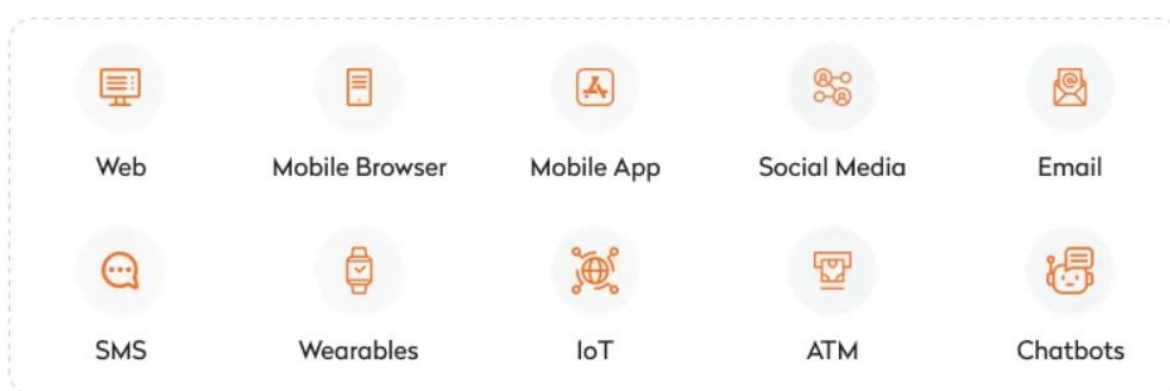 Web
Mobile Browser
Mobile App
Social Media
Email
SMS
Wearables
IoT
ATM
Chatbots